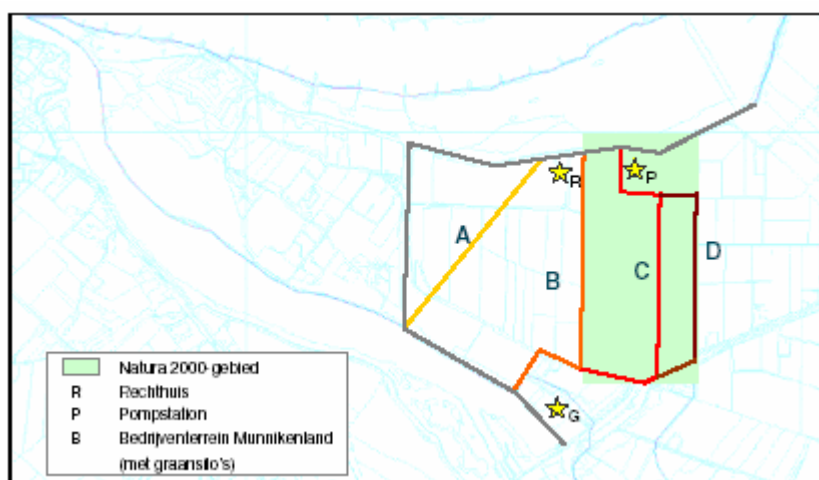 R
P
A
D
B
C
G
Natura 2000-gebied
R Rechthuis
P Pompstation
B Bedrijventerrein Munnikenland
(met graansilo's)